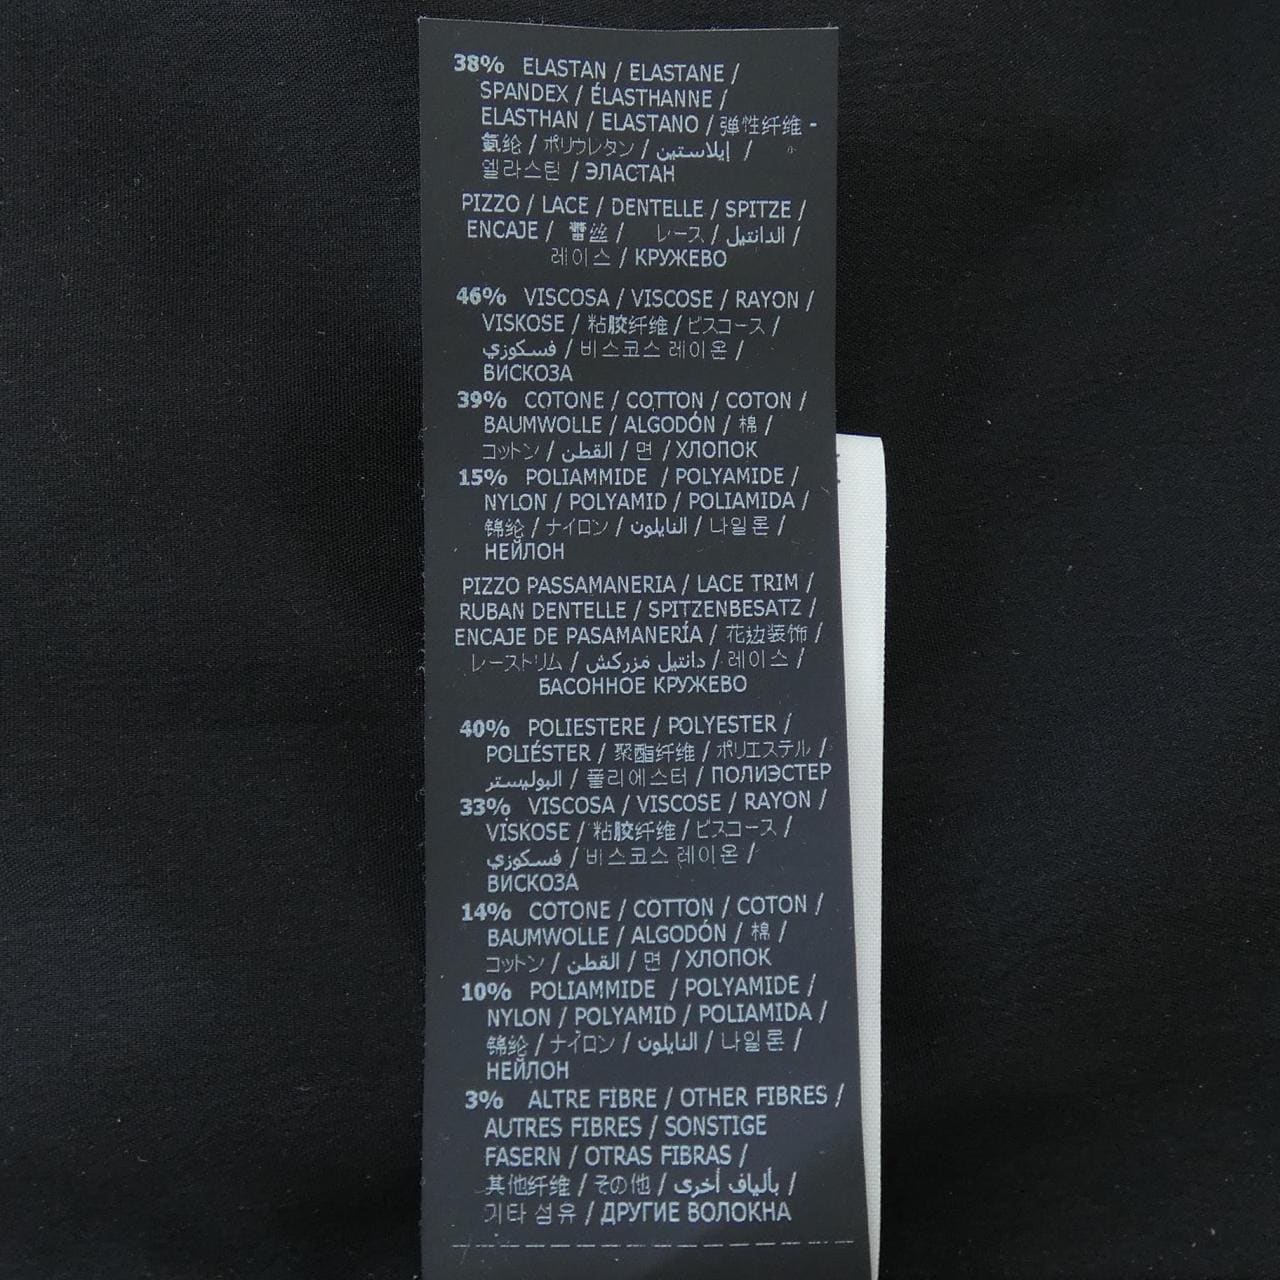 38% ELASTAN / ELASTANE /
SPANDEX / ÉLASTHANNE /
ELASTHAN / ELASTANO / 弹性纤维 -
氨纶 / ポリウレタン / إيلاستين /
엘라스틴 / ЭЛАСТАН
PIZZO / LACE / DENTELLE / SPITZE /
ENCAJE / 蕾丝 / レース / الدانتيل /
레이스 / КРУЖЕВО
46% VISCOSA / VISCOSE / RAYON /
VISKOSE / 粘胶纤维 / ビスコース /
فسكوزي / 비스코스 레이온 /
ВИСКОЗА
39% COTONE / COTTON / COTON /
BAUMWOLLE / ALGODÓN / 棉 /
コットン / القطن / 면 / ХЛОПОК
15% POLIAMMIDE / POLYAMIDE /
NYLON / POLYAMID / POLIAMIDA /
锦纶 / ナイロン / النايلون / 나일론 /
НЕЙЛОН
PIZZO PASSAMANERIA / LACE TRIM /
RUBAN DENTELLE / SPITZENBESATZ /
ENCAJE DE PASAMANERÍA / 花边装饰 /
レーストリム / دانتيل مزركش / 레이스 /
БАСОННОЕ КРУЖЕВО
40% POLIESTERE / POLYESTER /
POLIÉSTER / 聚酯纤维 / ポリエステル /
البوليستر / 폴리에스터 / ПОЛИЭСТЕР
33% VISCOSA / VISCOSE / RAYON /
VISKOSE / 粘胶纤维 / ビスコース /
فسكوزي / 비스코스 레이온 /
ВИСКОЗА
14% COTONE / COTTON / COTON /
BAUMWOLLE / ALGODÓN / 棉 /
コットン / القطن / 면 / ХЛОПОК
10% POLIAMMIDE / POLYAMIDE /
NYLON / POLYAMID / POLIAMIDA /
锦纶 / ナイロン / النايلون / 나일론 /
НЕЙЛОН
3% ALTRE FIBRE / OTHER FIBRES /
AUTRES FIBRES / SONSTIGE
FASERN / OTRAS FIBRAS /
其他纤维 / その他 / بألياف أخرى /
기타 섬유 / ДРУГИЕ ВОЛОКНА